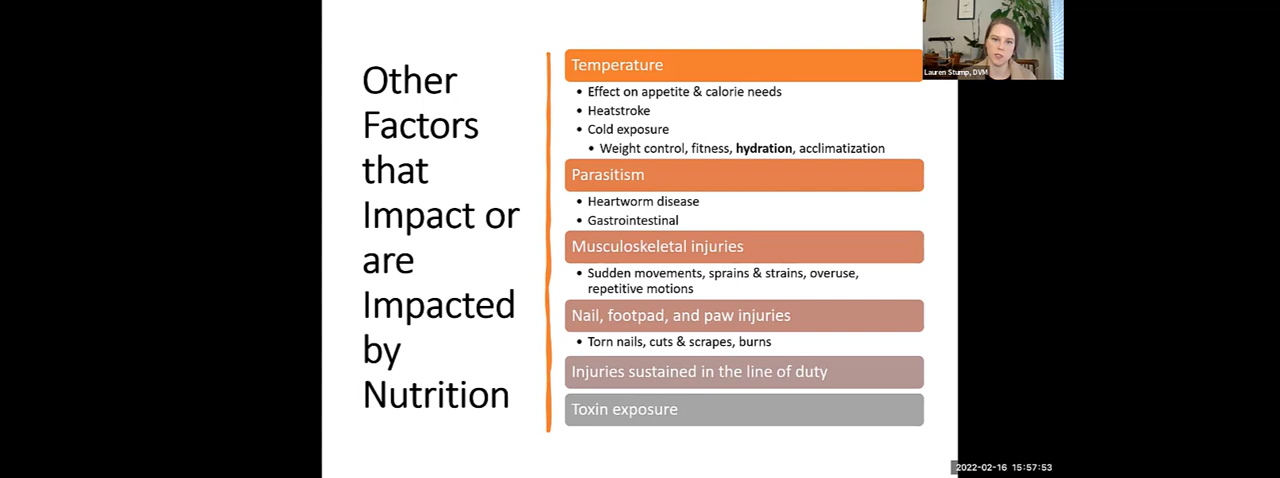 Other
Factors
that
Impact or
are
Impacted
by
Nutrition
Temperature
• Effect on appetite & calorie needs
• Heatstroke
• Cold exposure
• Weight control, fitness, hydration, acclimatization
Parasitism
• Heartworm disease
• Gastrointestinal
Musculoskeletal injuries
• Sudden movements, sprains & strains, overuse,
repetitive motions
Nail, footpad, and paw injuries
• Torn nails, cuts & scrapes, burns
Injuries sustained in the line of duty
Toxin exposure
Lauren Stump, DVM
2022-02-16 15:57:53